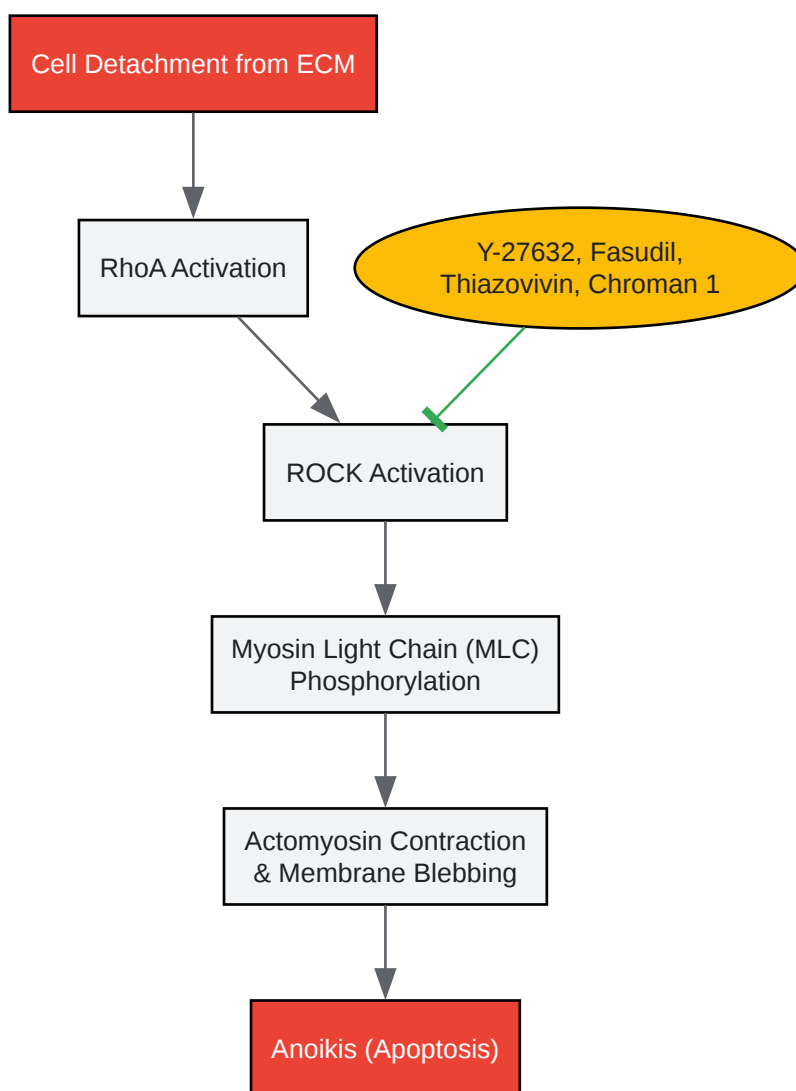 Cell Detachment from ECM
RhoA Activation
Y-27632, Fasudil,
Thiazovivin, Chroman 1
ROCK Activation
Myosin Light Chain (MLC)
Phosphorylation
Actomyosin Contraction
& Membrane Blebbing
Anoikis (Apoptosis)